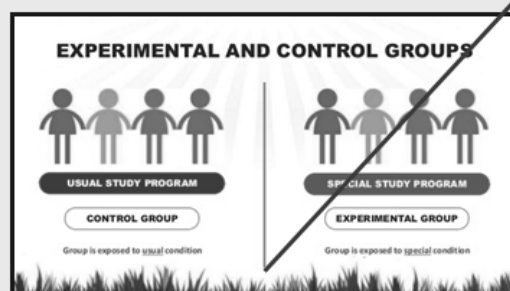 EXPERIMENTAL AND CONTROL GROUPS
USUAL STUDY PROGRAM
CONTROL GROUP
Group is exposed to usual condition
SPECIAL STUDY PROGRAM
EXPERIMENTAL GROUP
Group is exposed to special condition